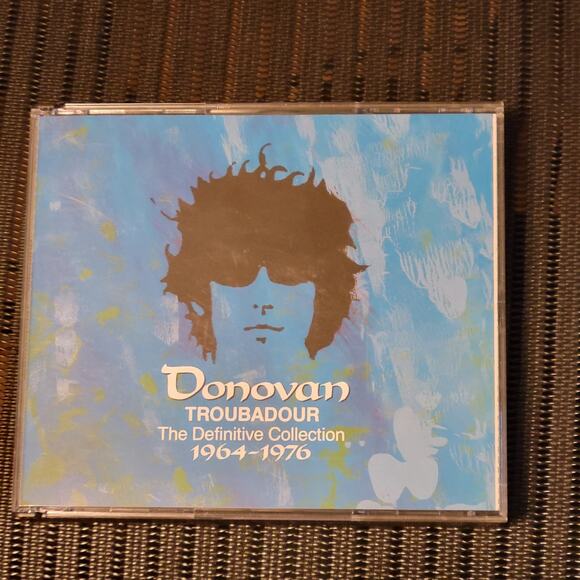 Donovan
TROUBADOUR
The Definitive Collection
1964-1976